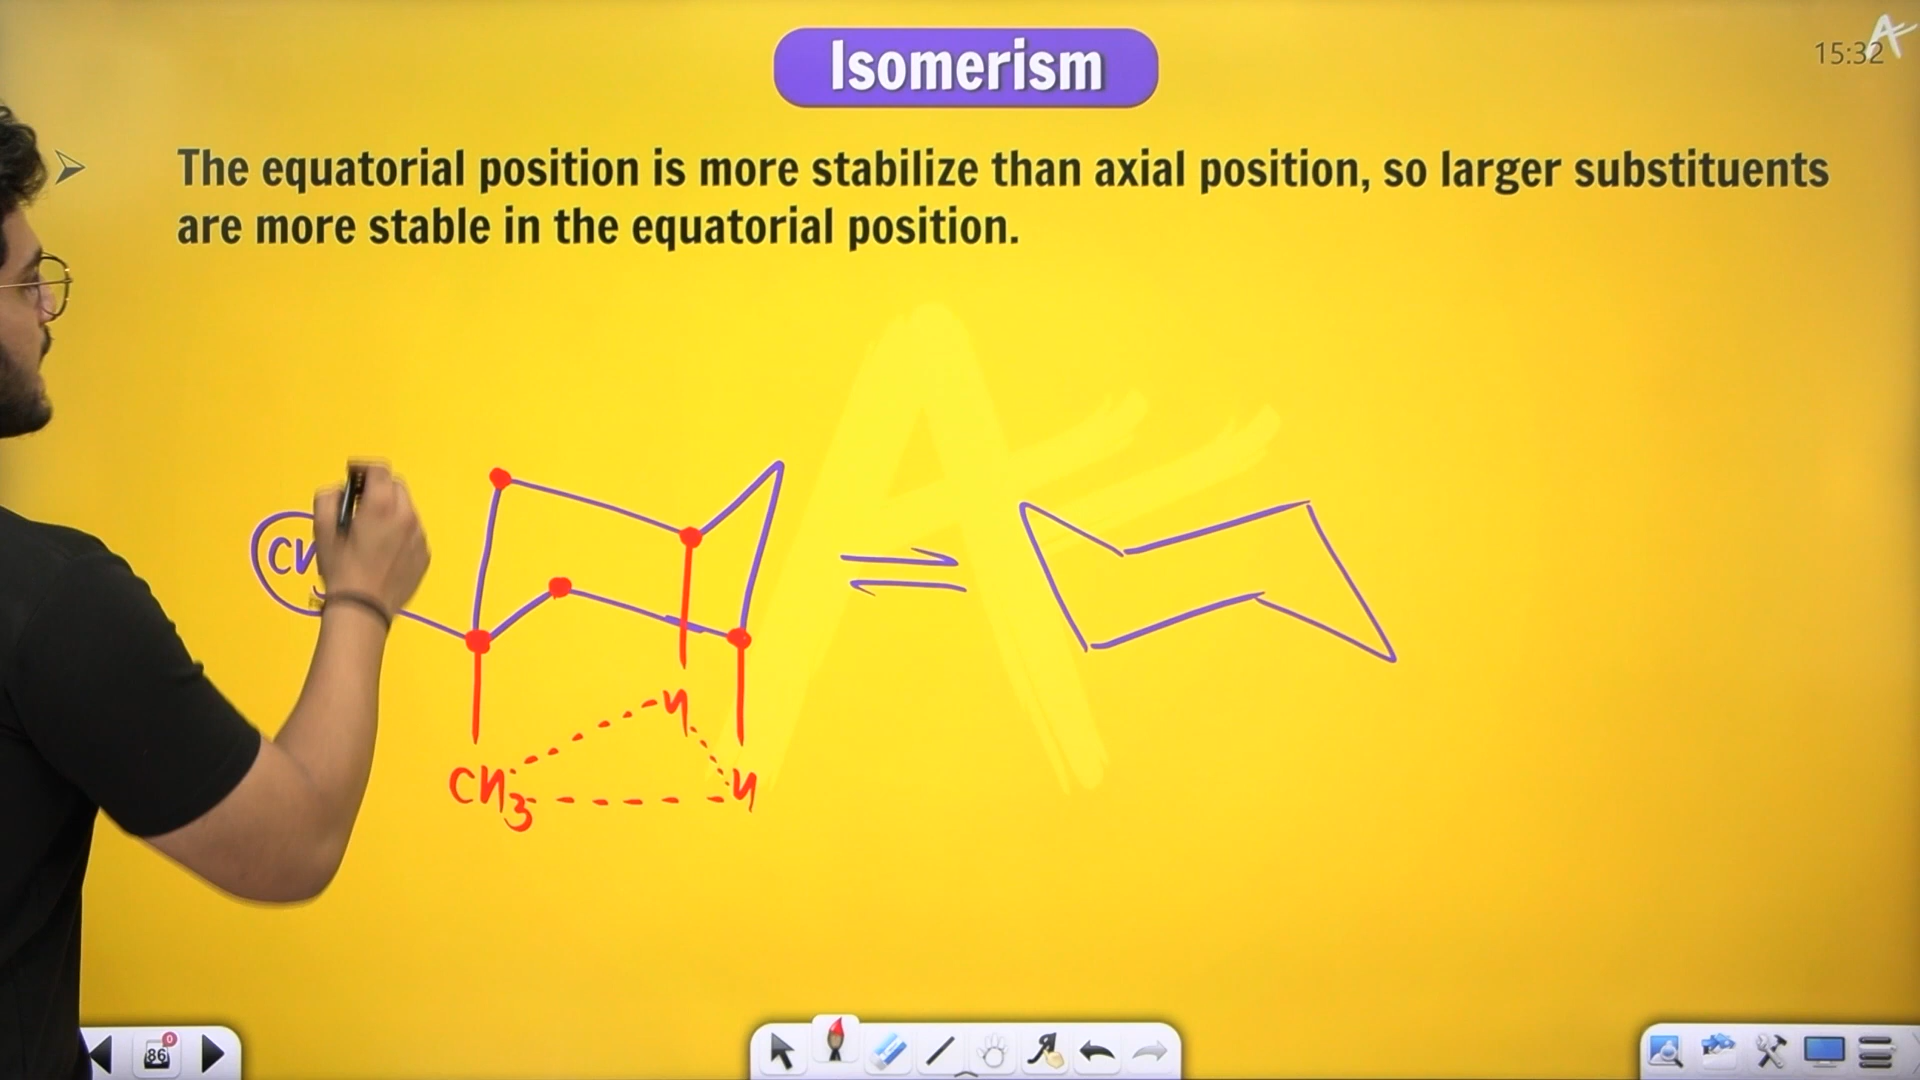 Isomerism
15:32
The equatorial position is more stabilize than axial position, so larger substituents
are more stable in the equatorial position.
H
CH3
H
86
0